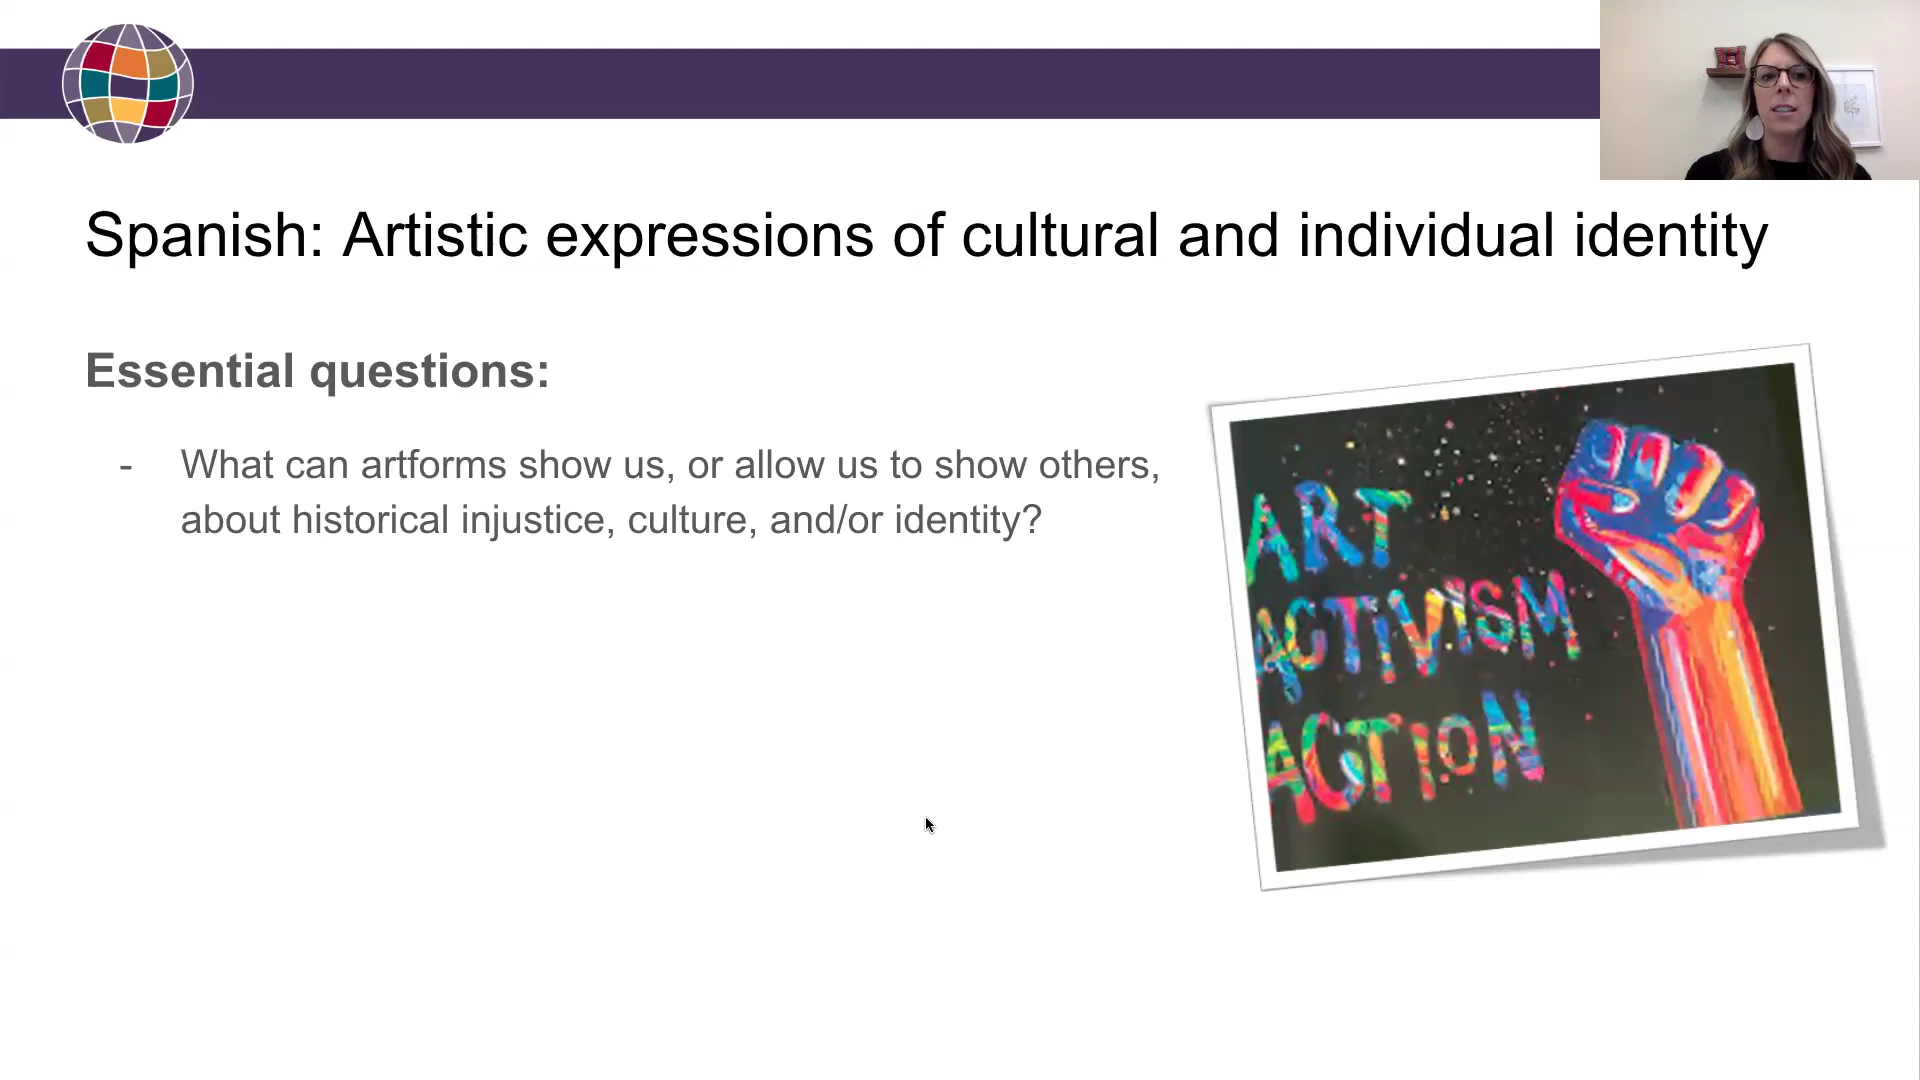 Spanish: Artistic expressions of cultural and individual identity
Essential questions:
- What can artforms show us, or allow us to show others,
about historical injustice, culture, and/or identity?
ART
ACTIVISM
ACTION